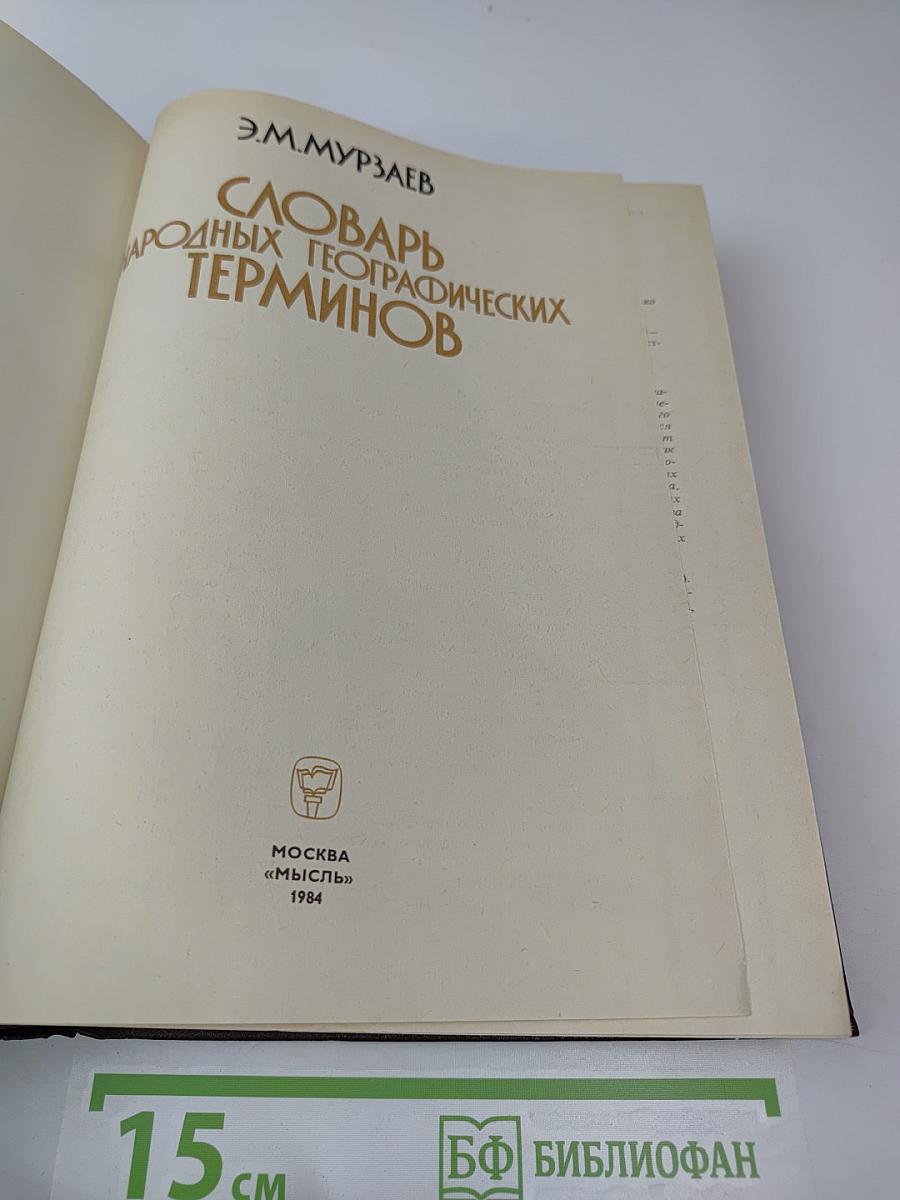 Э.М.МУРЗАЕВ
СЛОВАРЬ
НАРОДНЫХ ГЕОГРАФИЧЕСКИХ
ТЕРМИНОВ
МОСКВА
«МЫСЛЬ»
1984
15 см
БФ БИБЛИОФАН